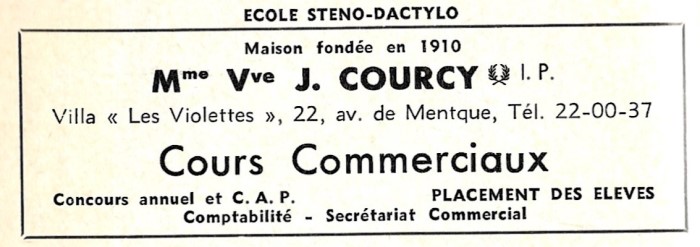 ECOLE STENO-DACTYLO
Maison fondée en 1910
Mme Vve J. COURCY I. P.
Villa « Les Violettes », 22, av. de Mentque, Tél. 22-00-37
Cours Commerciaux
Concours annuel et C. A. P. PLACEMENT DES ELEVES
Comptabilité - Secrétariat Commercial